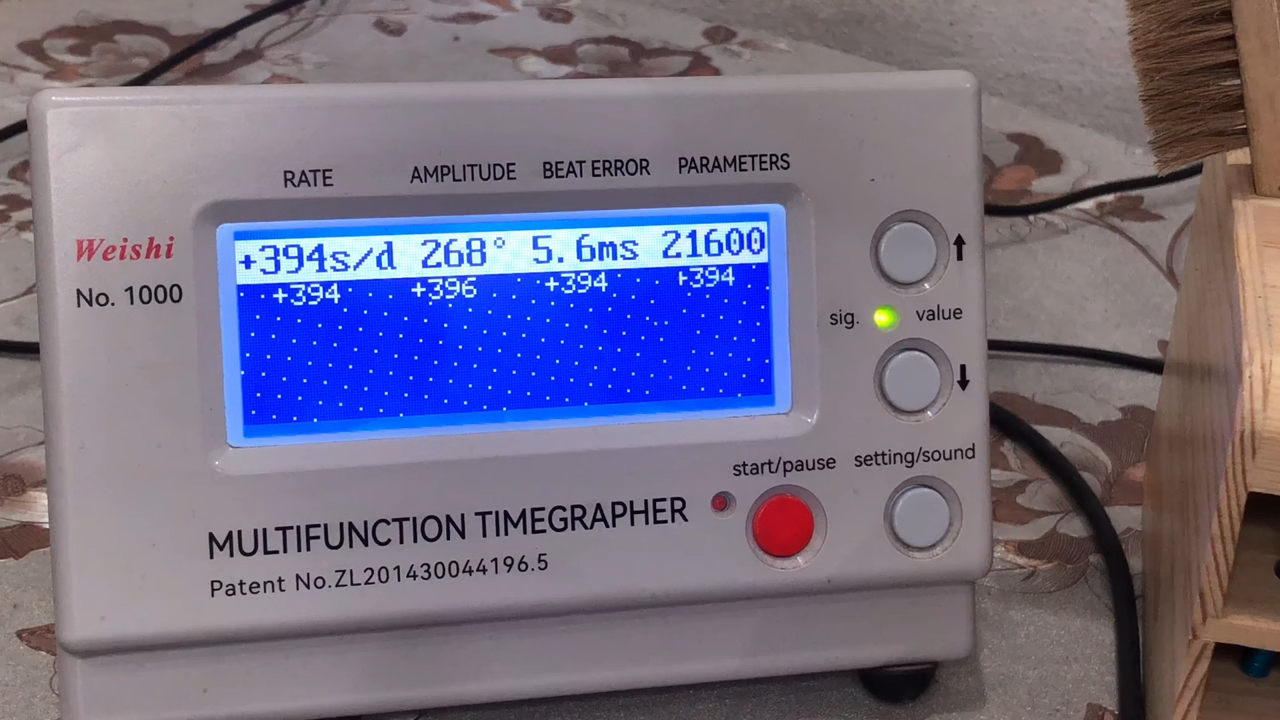 RATE AMPLITUDE BEAT ERROR PARAMETERS
+394s/d 268° 5.6ms 21600
+394 +396 +394 +394
Weishi
No. 1000
↑
sig. value
↓
start/pause setting/sound
MULTIFUNCTION TIMEGRAPHER
Patent No.ZL201430044196.5